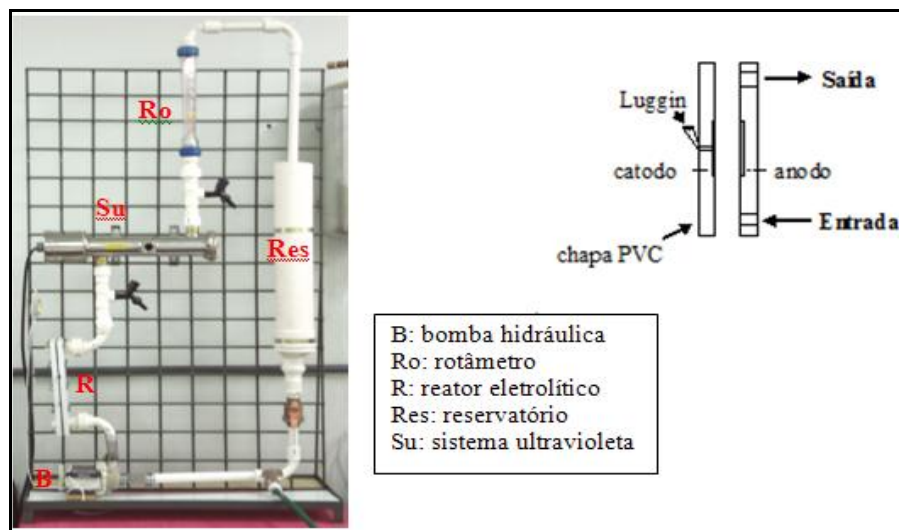 Ro
Su
Res
R
B
Luggin
catodo
chapa PVC
Saída
anodo
Entrada
B: bomba hidráulica
Ro: rotâmetro
R: reator eletrolítico
Res: reservatório
Su: sistema ultravioleta